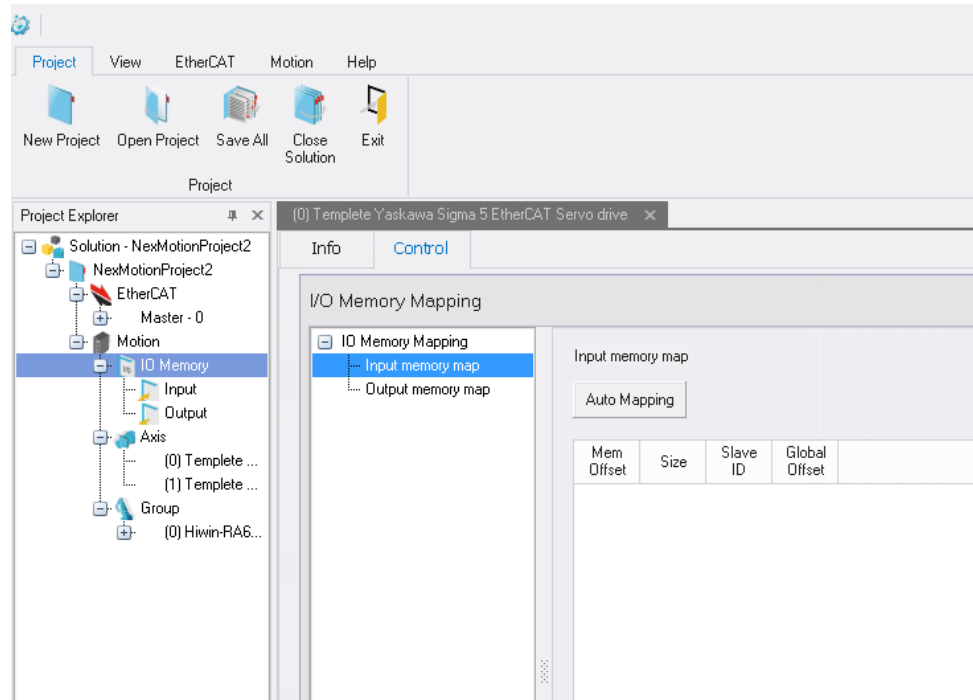 Project View EtherCAT Motion Help
New Project Open Project Save All Close Solution Exit
Project
Project Explorer
Solution - NexMotionProject2
NexMotionProject2
EtherCAT
Master - 0
Motion
IO Memory
Input
Output
Axis
(0) Templete ...
(1) Templete ...
Group
(0) Hiwin-RA6...
(0) Templete Yaskawa Sigma 5 EtherCAT Servo drive
Info Control
I/O Memory Mapping
IO Memory Mapping
Input memory map
Output memory map
Input memory map
Auto Mapping
Mem Offset Size Slave ID Global Offset